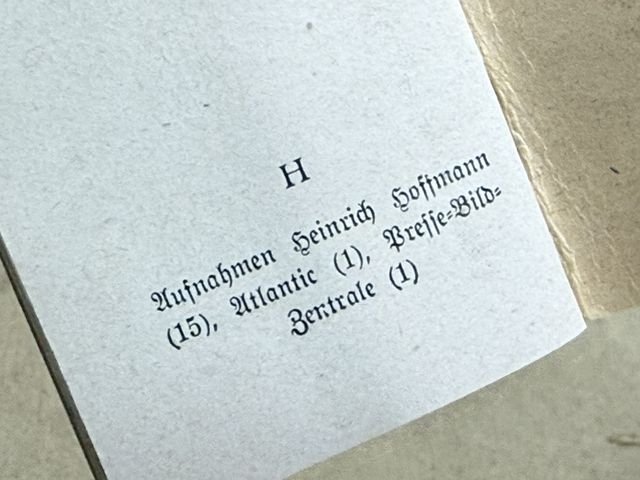 H
Aufnahmen Heinrich Hoffmann
(15), Atlantic (1), Presse-Bild-
Zentrale (1)